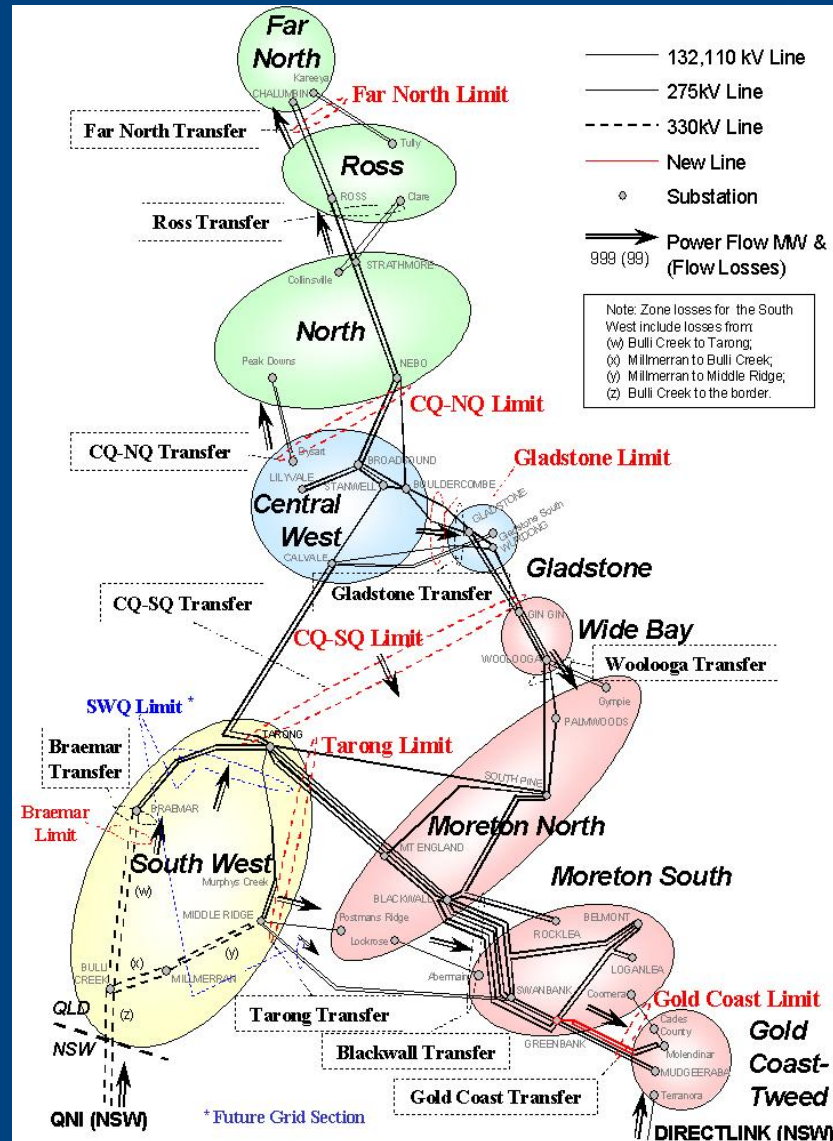 Far
North
Kareeya
CHALUMBIN
Far North Limit
Far North Transfer
Tully
Ross
ROSS
Clare
Ross Transfer
STRATHMORE
Collinsville
North
Peak Downs
NEBO
CQ-NQ Limit
CQ-NQ Transfer
Dysart
LILYVALE
BROADSOUND
STANWELL
BOULDERCOMBE
Gladstone Limit
Central
West
GLADSTONE
Gladstone South
WURDONG
CALVALE
Gladstone
Gladstone Transfer
CQ-SQ Transfer
GIN GIN
Wide Bay
CQ-SQ Limit
WOOLOOGA
Woolooga Transfer
Gympie
SWQ Limit *
PALMWOODS
TARONG
Tarong Limit
Braemar
Transfer
SOUTH PINE
BRAEMAR
Braemar
Limit
Moreton North
South West
MT ENGLAND
Murphys Creek
(w)
Moreton South
BLACKWALL
MIDDLE RIDGE
Postmans Ridge
BELMONT
ROCKLEA
Lockrose
(y)
(x)
LOGANLEA
BULLI
CREEK
MILLMERRAN
Abermain
Coomera
SWANBANK
(z)
Gold Coast Limit
QLD
Tarong Transfer
Cades
County
NSW
GREENBANK
Blackwall Transfer
Molendinar
Gold
Coast-
Tweed
MUDGEERABA
Gold Coast Transfer
Terranora
* Future Grid Section
QNI (NSW)
DIRECTLINK (NSW)
132,110 kV Line
275kV Line
330kV Line
New Line
Substation
Power Flow MW &
999 (99)
(Flow Losses)
Note: Zone losses for the South
West include losses from:
(w) Bulli Creek to Tarong;
(x) Millmerran to Bulli Creek;
(y) Millmerran to Middle Ridge;
(z) Bulli Creek to the border.